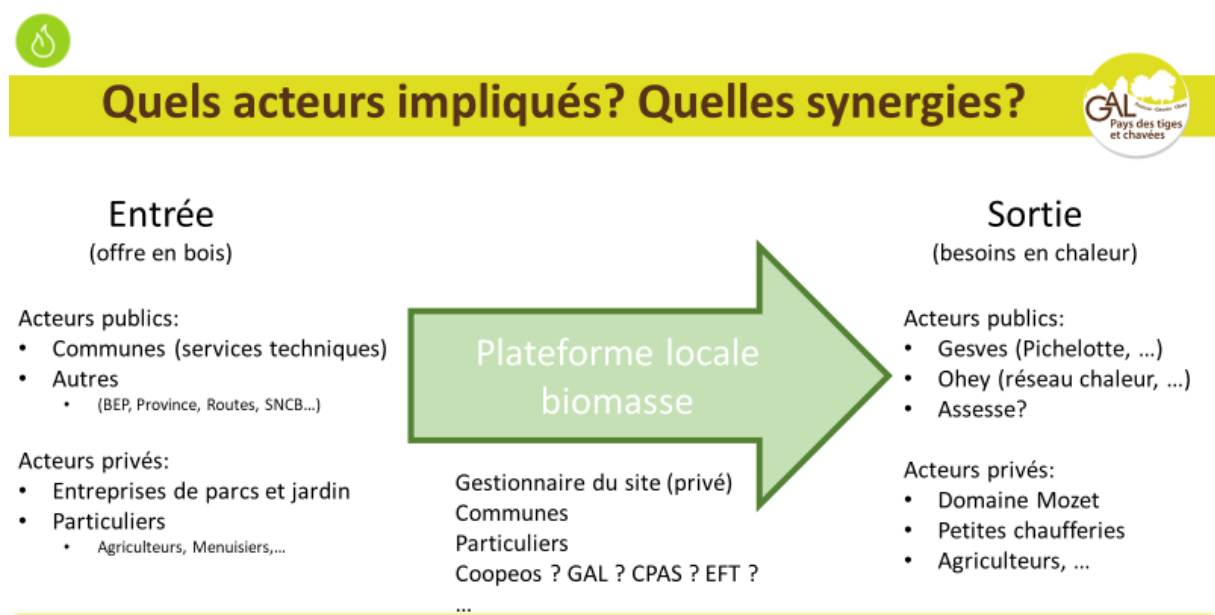 Quels acteurs impliqués? Quelles synergies?
GAL
Assesse - Gesves - Ohey
Pays des tiges
et chavées
Entrée
(offre en bois)
Acteurs publics:
• Communes (services techniques)
• Autres
• (BEP, Province, Routes, SNCB...)
Acteurs privés:
• Entreprises de parcs et jardin
• Particuliers
• Agriculteurs, Menuisiers,...
Plateforme locale
biomasse
Gestionnaire du site (privé)
Communes
Particuliers
Coopeos ? GAL ? CPAS ? EFT ?
...
Sortie
(besoins en chaleur)
Acteurs publics:
• Gesves (Pichelotte, ...)
• Ohey (réseau chaleur, ...)
• Assesse?
Acteurs privés:
• Domaine Mozet
• Petites chaufferies
• Agriculteurs, ...